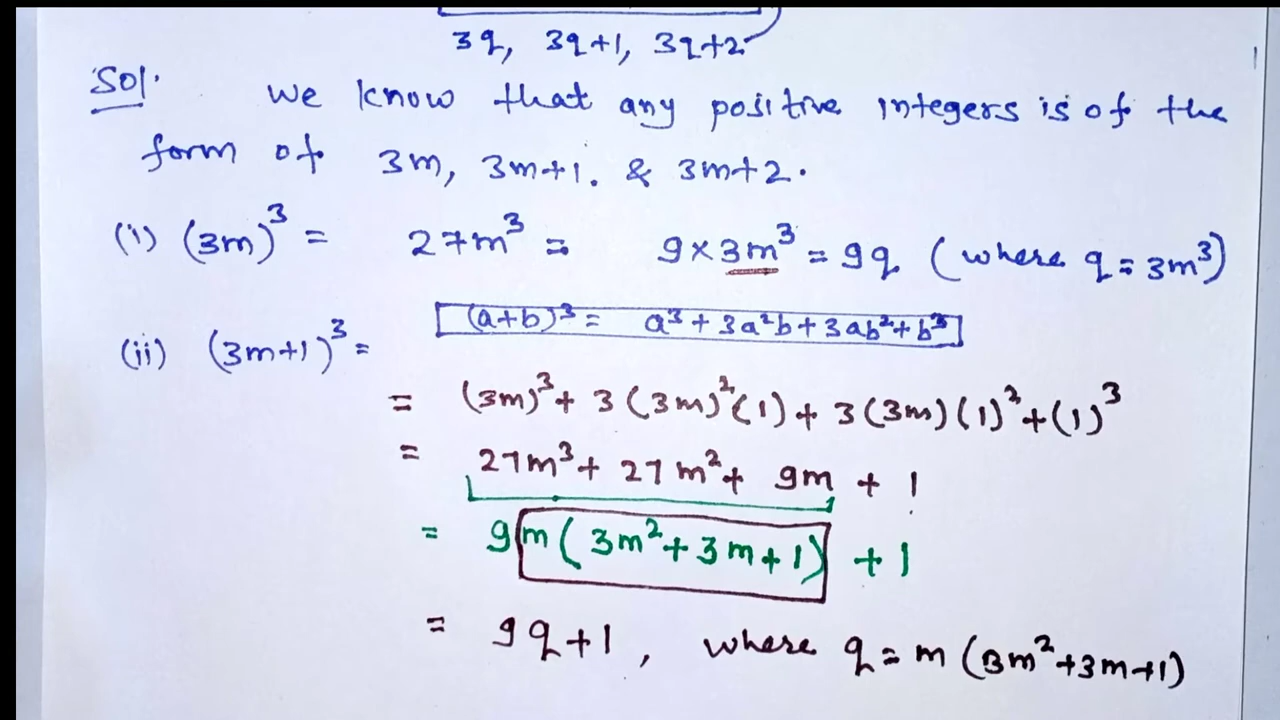 3q, 3q+1, 3q+2
Sol.
We know that any positive integers is of the
form of 3m, 3m+1. & 3m+2.
(i) (3m)³ = 27m³ = 9×3m³ = 9q (where q = 3m³)
[(a+b)³ = a³+3a²b+3ab²+b³]
(ii) (3m+1)³ =
= (3m)³+ 3(3m)²(1)+ 3(3m)(1)²+(1)³
= 27m³+ 27m²+ 9m + 1
= 9m(3m²+3m+1) +1
= 9q+1, where q = m(3m²+3m+1)